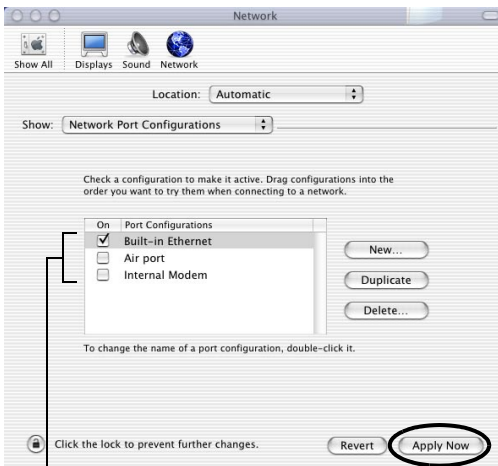 Network
Show All Displays Sound Network
Location: Automatic
Show: Network Port Configurations
Check a configuration to make it active. Drag configurations into the
order you want to try them when connecting to a network.
On Port Configurations
Built-in Ethernet
Air port
Internal Modem
New...
Duplicate
Delete...
To change the name of a port configuration, double-click it.
Click the lock to prevent further changes.
Revert Apply Now